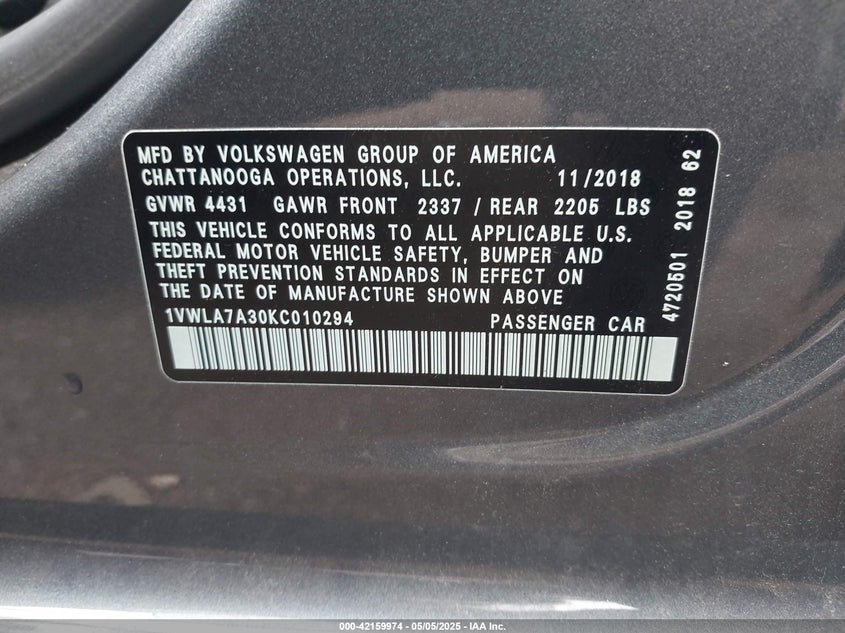 MFD BY VOLKSWAGEN GROUP OF AMERICA
CHATTANOOGA OPERATIONS, LLC. 11/2018
GVWR 4431 GAWR FRONT 2337 / REAR 2205 LBS
THIS VEHICLE CONFORMS TO ALL APPLICABLE U.S.
FEDERAL MOTOR VEHICLE SAFETY, BUMPER AND
THEFT PREVENTION STANDARDS IN EFFECT ON
THE DATE OF MANUFACTURE SHOWN ABOVE
1VWLA7A30KC010294 PASSENGER CAR
4720501 2018 62
000-42159974 - 05/05/2025 - IAA Inc.